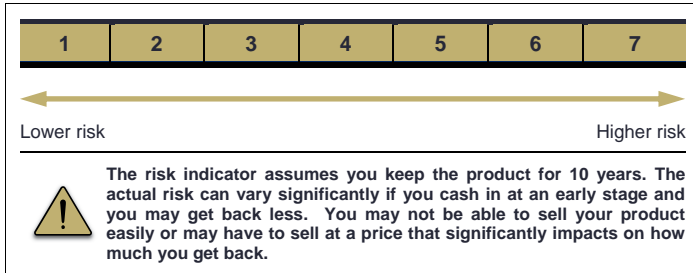 1 2 3 4 5 6 7
Lower risk Higher risk
The risk indicator assumes you keep the product for 10 years. The
actual risk can vary significantly if you cash in at an early stage and
you may get back less. You may not be able to sell your product
easily or may have to sell at a price that significantly impacts on how
much you get back.